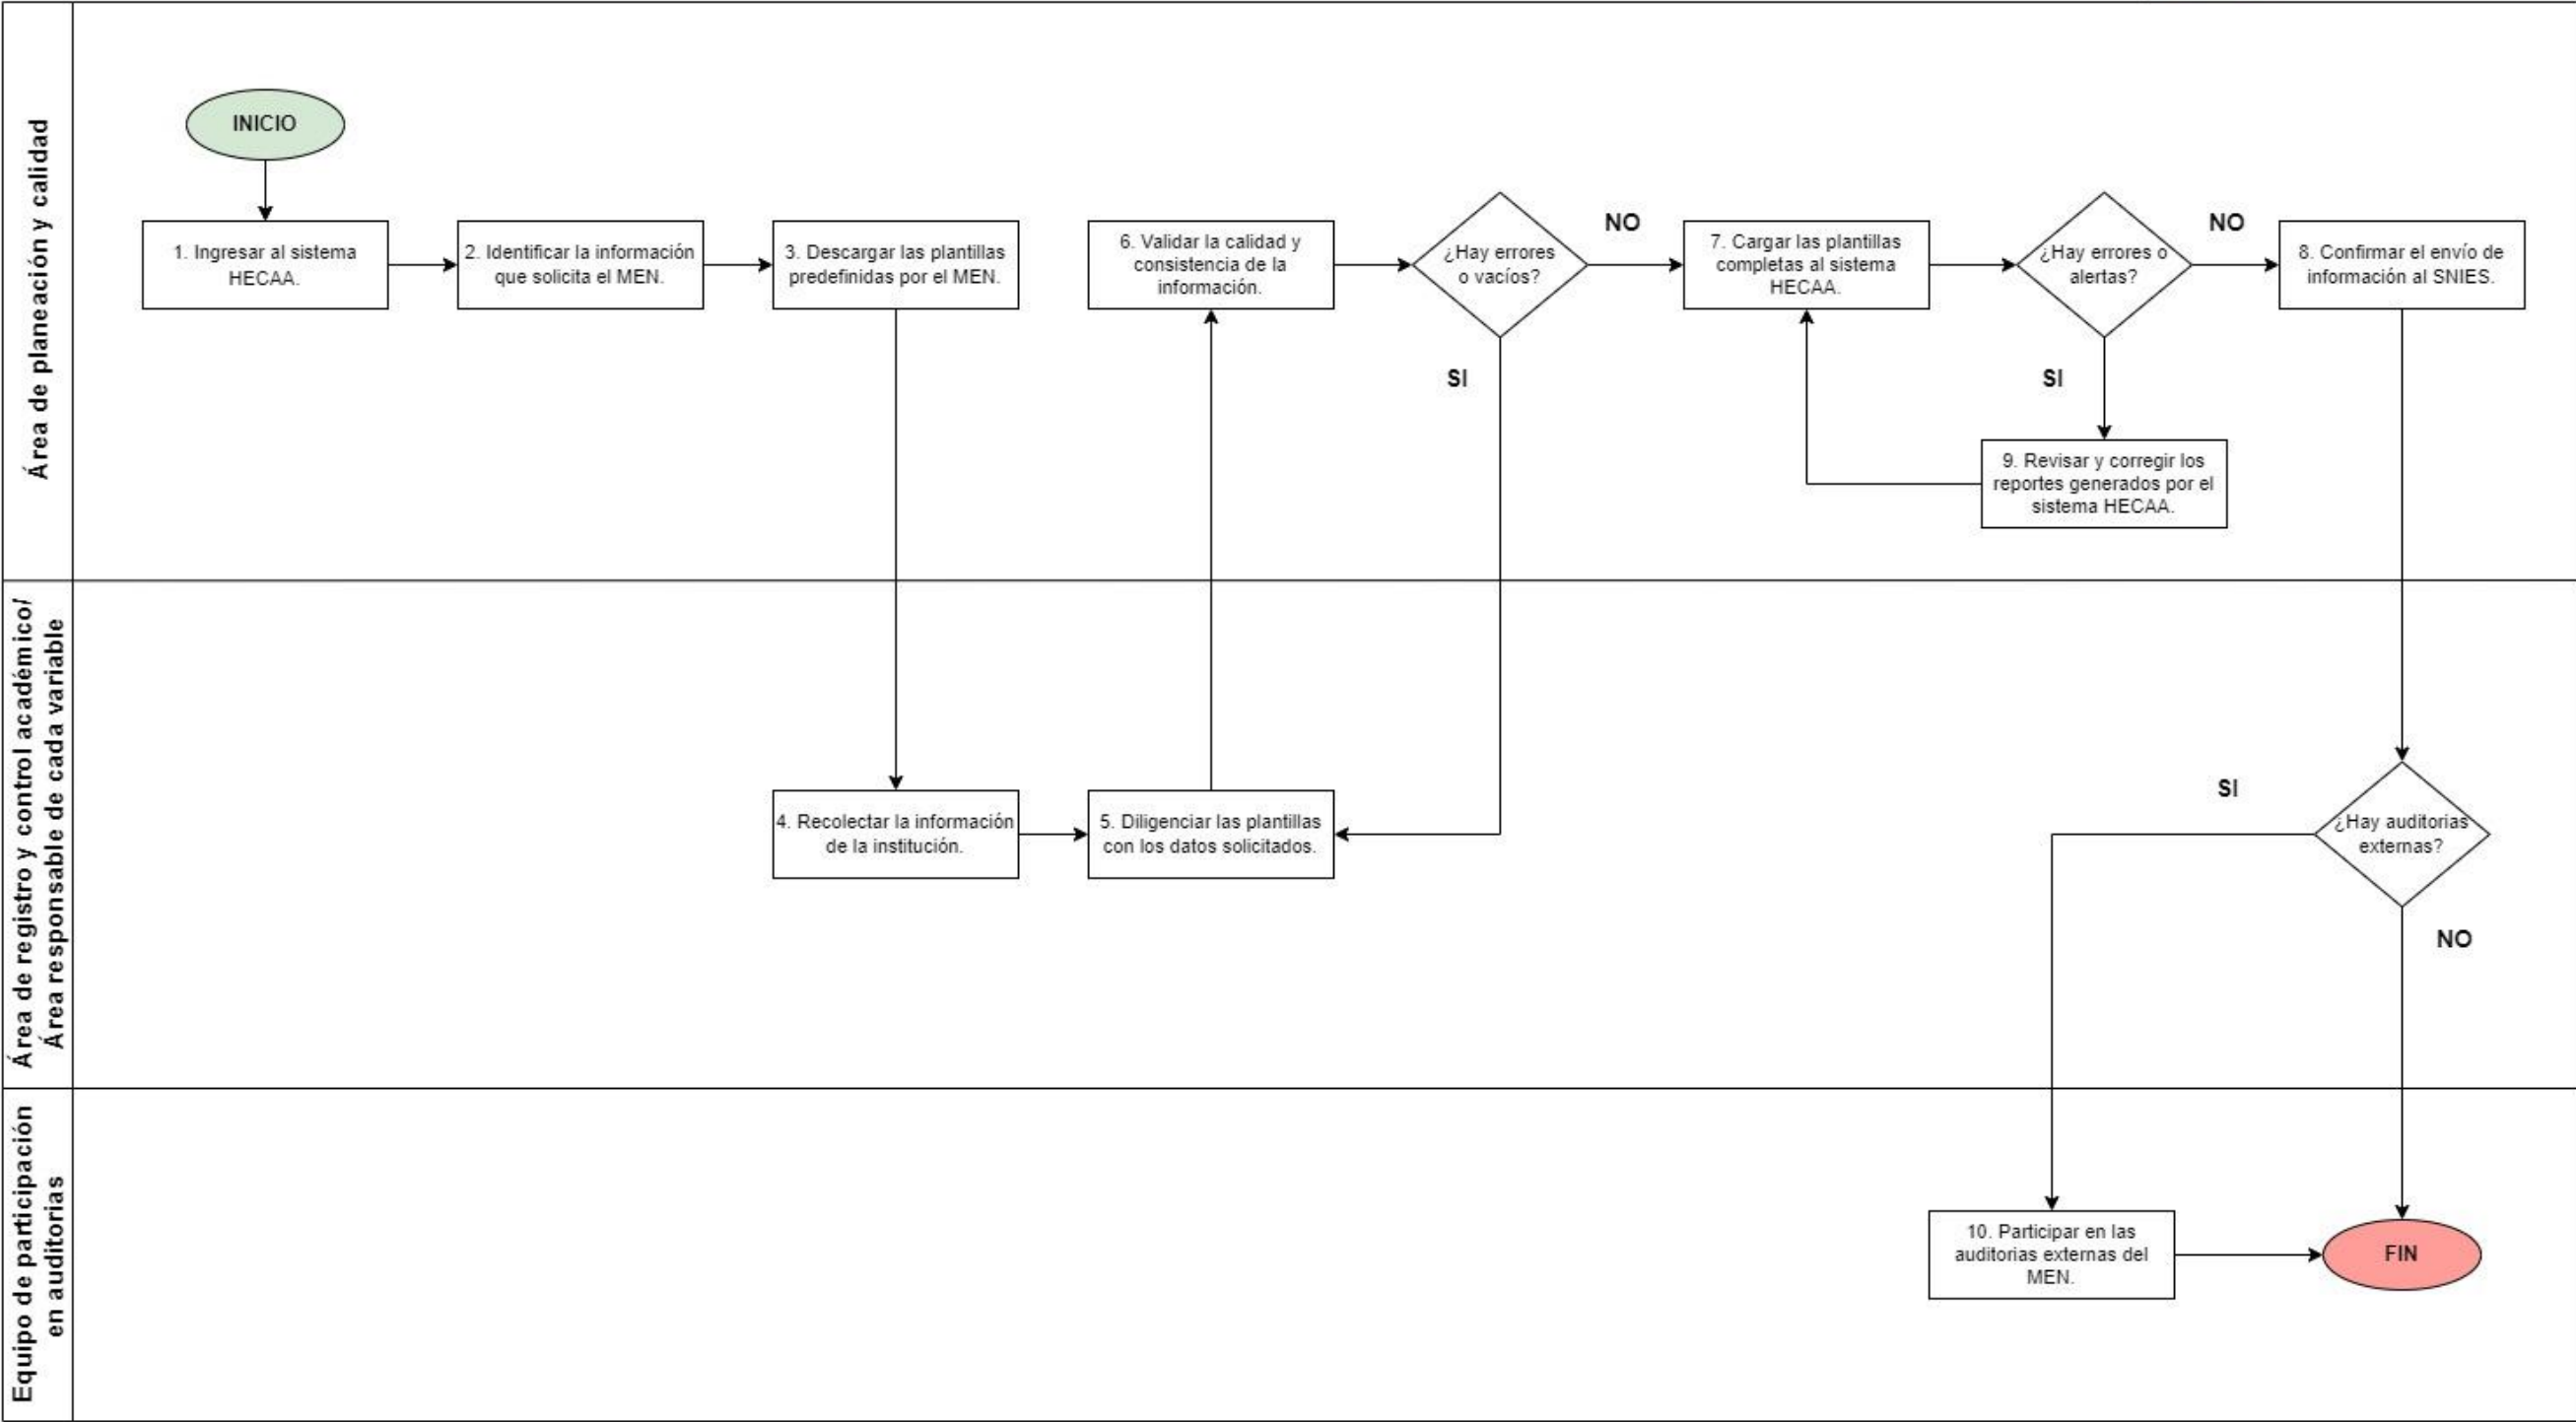 Área de planeación y calidad
INICIO
1. Ingresar al sistema
HECAA.
2. Identificar la información
que solicita el MEN.
3. Descargar las plantillas
predefinidas por el MEN.
6. Validar la calidad y
consistencia de la
información.
¿Hay errores
o vacíos?
NO
SI
7. Cargar las plantillas
completas al sistema
HECAA.
¿Hay errores o
alertas?
NO
SI
8. Confirmar el envío de
información al SNIES.
9. Revisar y corregir los
reportes generados por el
sistema HECAA.
Área de registro y control académico/
Área responsable de cada variable
4. Recolectar la información
de la institución.
5. Diligenciar las plantillas
con los datos solicitados.
SI
¿Hay auditorias
externas?
NO
Equipo de participación
en auditorias
10. Participar en las
auditorias externas del
MEN.
FIN